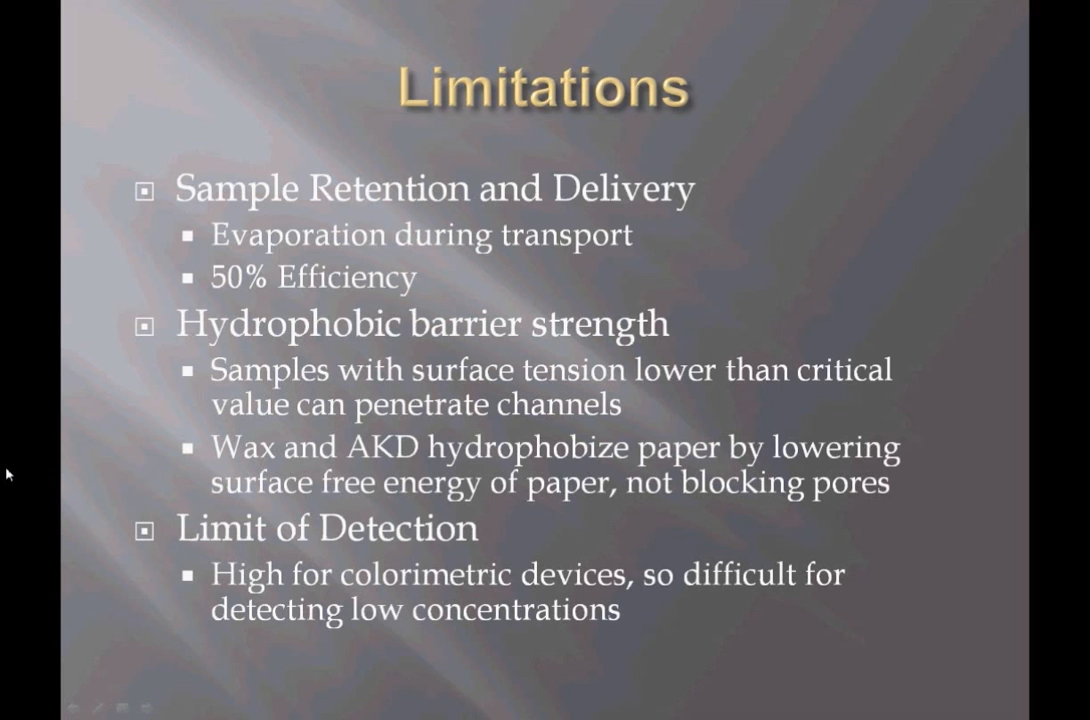 Limitations
Sample Retention and Delivery
Evaporation during transport
50% Efficiency
Hydrophobic barrier strength
Samples with surface tension lower than critical
value can penetrate channels
Wax and AKD hydrophobize paper by lowering
surface free energy of paper, not blocking pores
Limit of Detection
High for colorimetric devices, so difficult for
detecting low concentrations